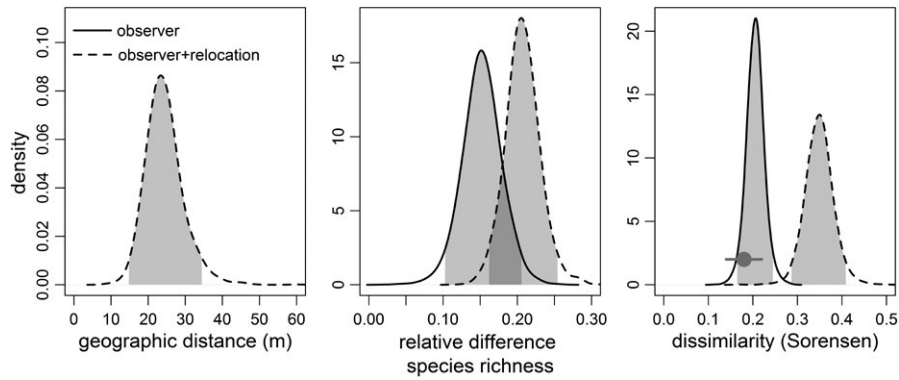 observer
observer+relocation
density
0.00 0.02 0.04 0.06 0.08 0.10
0 10 20 30 40 50 60
geographic distance (m)
0 5 10 15
0.00 0.10 0.20 0.30
relative difference
species richness
0 5 10 15 20
0.0 0.1 0.2 0.3 0.4 0.5
dissimilarity (Sorensen)